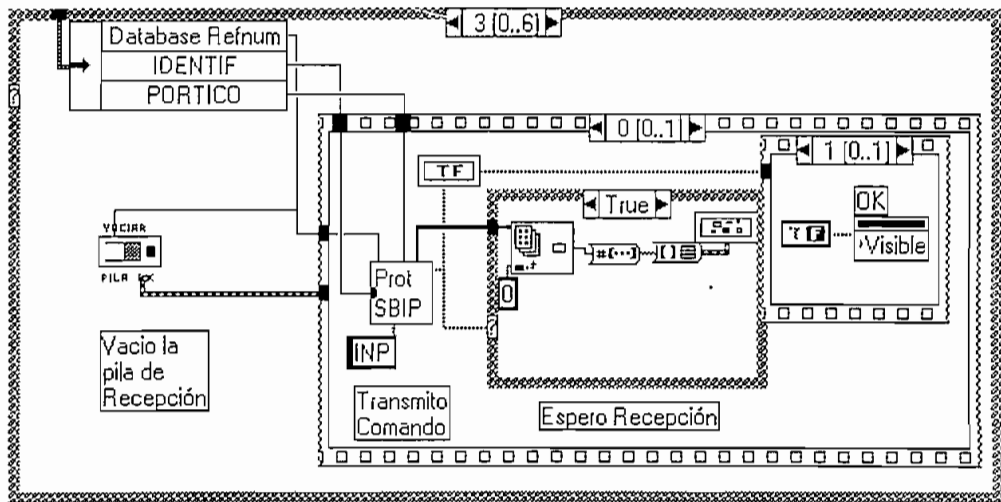 3 [0..6]
Database Refnum
IDENTIF
PORTICO
0 [0..1
1 [0..1]
TF
True
OK
Visible
VACIAR
PILA RX
Prot
SBIP
0
INP
Vacio la
pila de
Recepción
Transmito
Comando
Espero Recepción